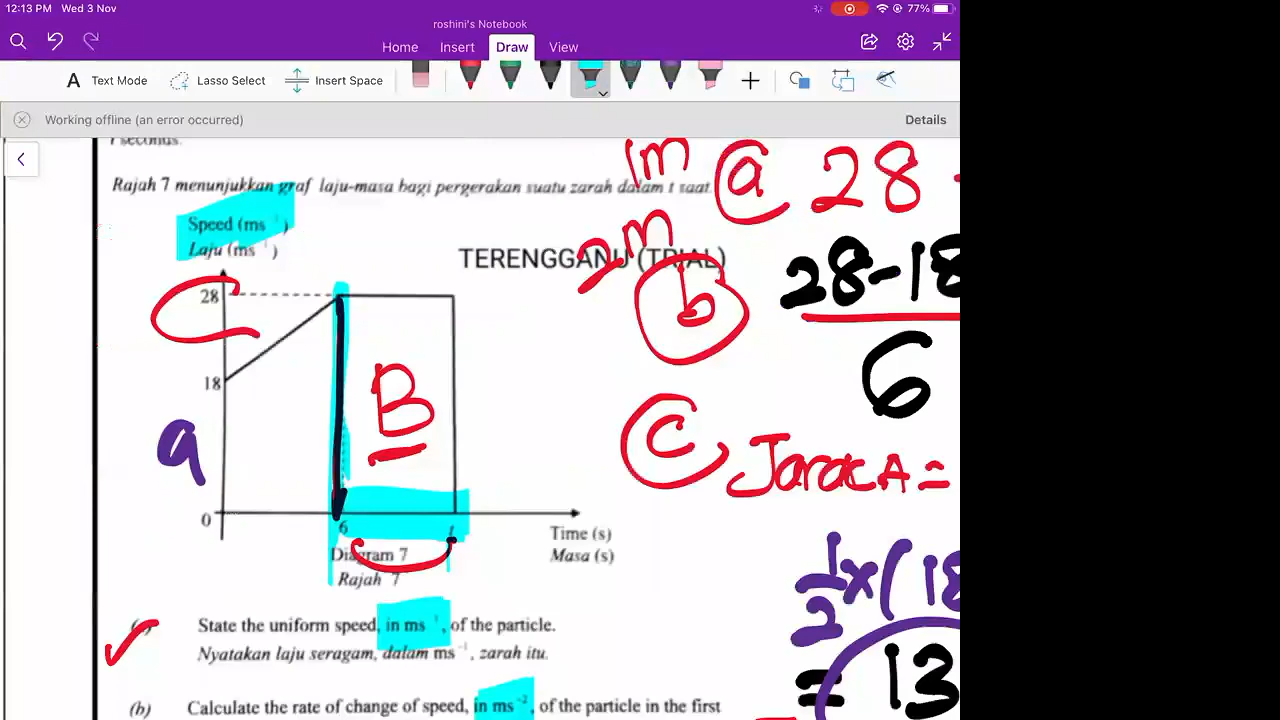 12:13 PM Wed 3 Nov
77%
roshini's Notebook
Home Insert Draw View
Text Mode Lasso Select Insert Space
Working offline (an error occurred) Details
t seconds.
Rajah 7 menunjukkan graf laju-masa bagi pergerakan suatu zarah dalam t saat.
1m
a 28
Speed (ms⁻¹)
Laju (ms⁻¹)
TERENGGANU (TRIAL)
2m
b 28-18
6
28
18
B
a
c Jarac A =
0
6
t
Time (s)
Masa (s)
Diagram 7
Rajah 7
1/2 x (18
= 13
State the uniform speed, in ms⁻¹, of the particle.
Nyatakan laju seragam, dalam ms⁻¹, zarah itu.
(b) Calculate the rate of change of speed, in ms⁻², of the particle in the first